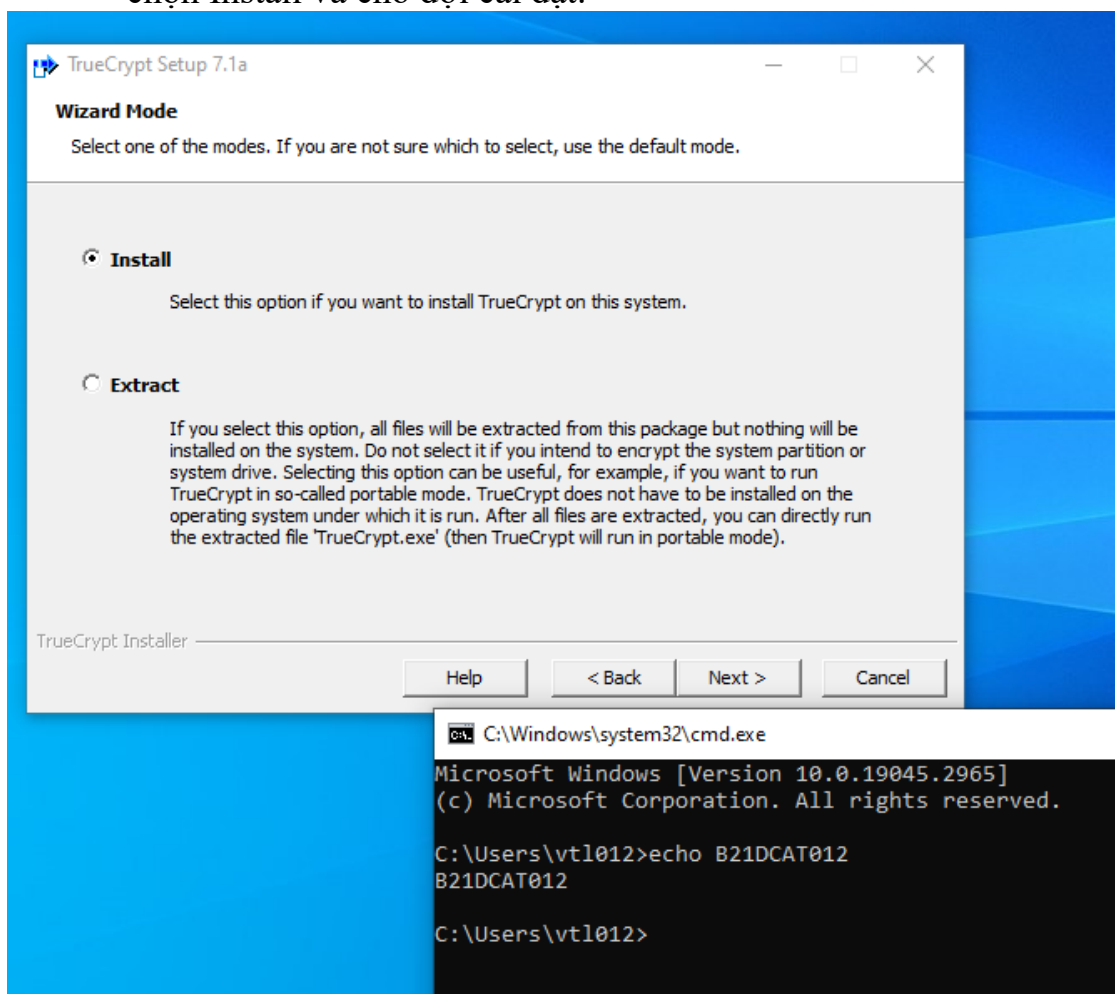 chọn Install và chờ đợi cài đặt.
TrueCrypt Setup 7.1a
Wizard Mode
Select one of the modes. If you are not sure which to select, use the default mode.
Install
Select this option if you want to install TrueCrypt on this system.
Extract
If you select this option, all files will be extracted from this package but nothing will be
installed on the system. Do not select it if you intend to encrypt the system partition or
system drive. Selecting this option can be useful, for example, if you want to run
TrueCrypt in so-called portable mode. TrueCrypt does not have to be installed on the
operating system under which it is run. After all files are extracted, you can directly run
the extracted file 'TrueCrypt.exe' (then TrueCrypt will run in portable mode).
TrueCrypt Installer
Help < Back Next > Cancel
C:\Windows\system32\cmd.exe
Microsoft Windows [Version 10.0.19045.2965]
(c) Microsoft Corporation. All rights reserved.
C:\Users\vtl012>echo B21DCAT012
B21DCAT012
C:\Users\vtl012>